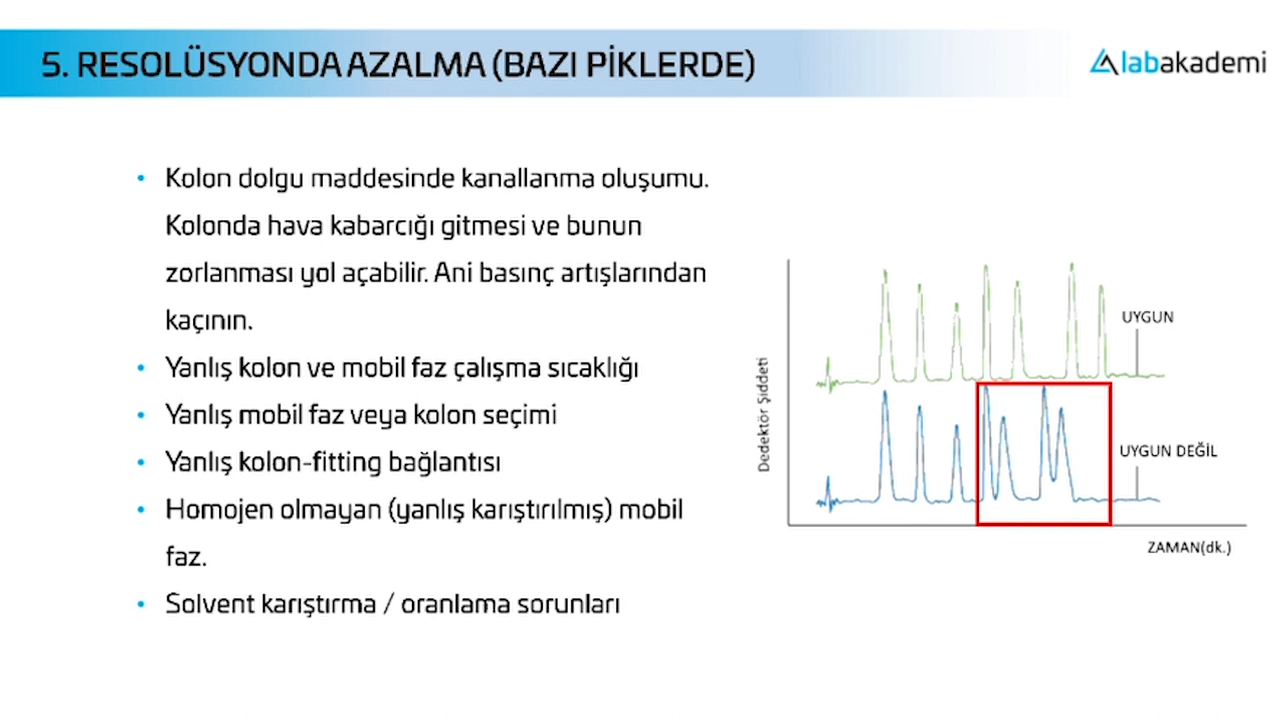 5. RESOLÜSYONDA AZALMA (BAZI PİKLERDE)
labakademi
• Kolon dolgu maddesinde kanallanma oluşumu.
Kolonda hava kabarcığı gitmesi ve bunun
zorlanması yol açabilir. Ani basınç artışlarından
kaçının.
• Yanlış kolon ve mobil faz çalışma sıcaklığı
• Yanlış mobil faz veya kolon seçimi
• Yanlış kolon-fitting bağlantısı
• Homojen olmayan (yanlış karıştırılmış) mobil
faz.
• Solvent karıştırma / oranlama sorunları
Dedektör Şiddeti
UYGUN
UYGUN DEĞİL
ZAMAN(dk.)